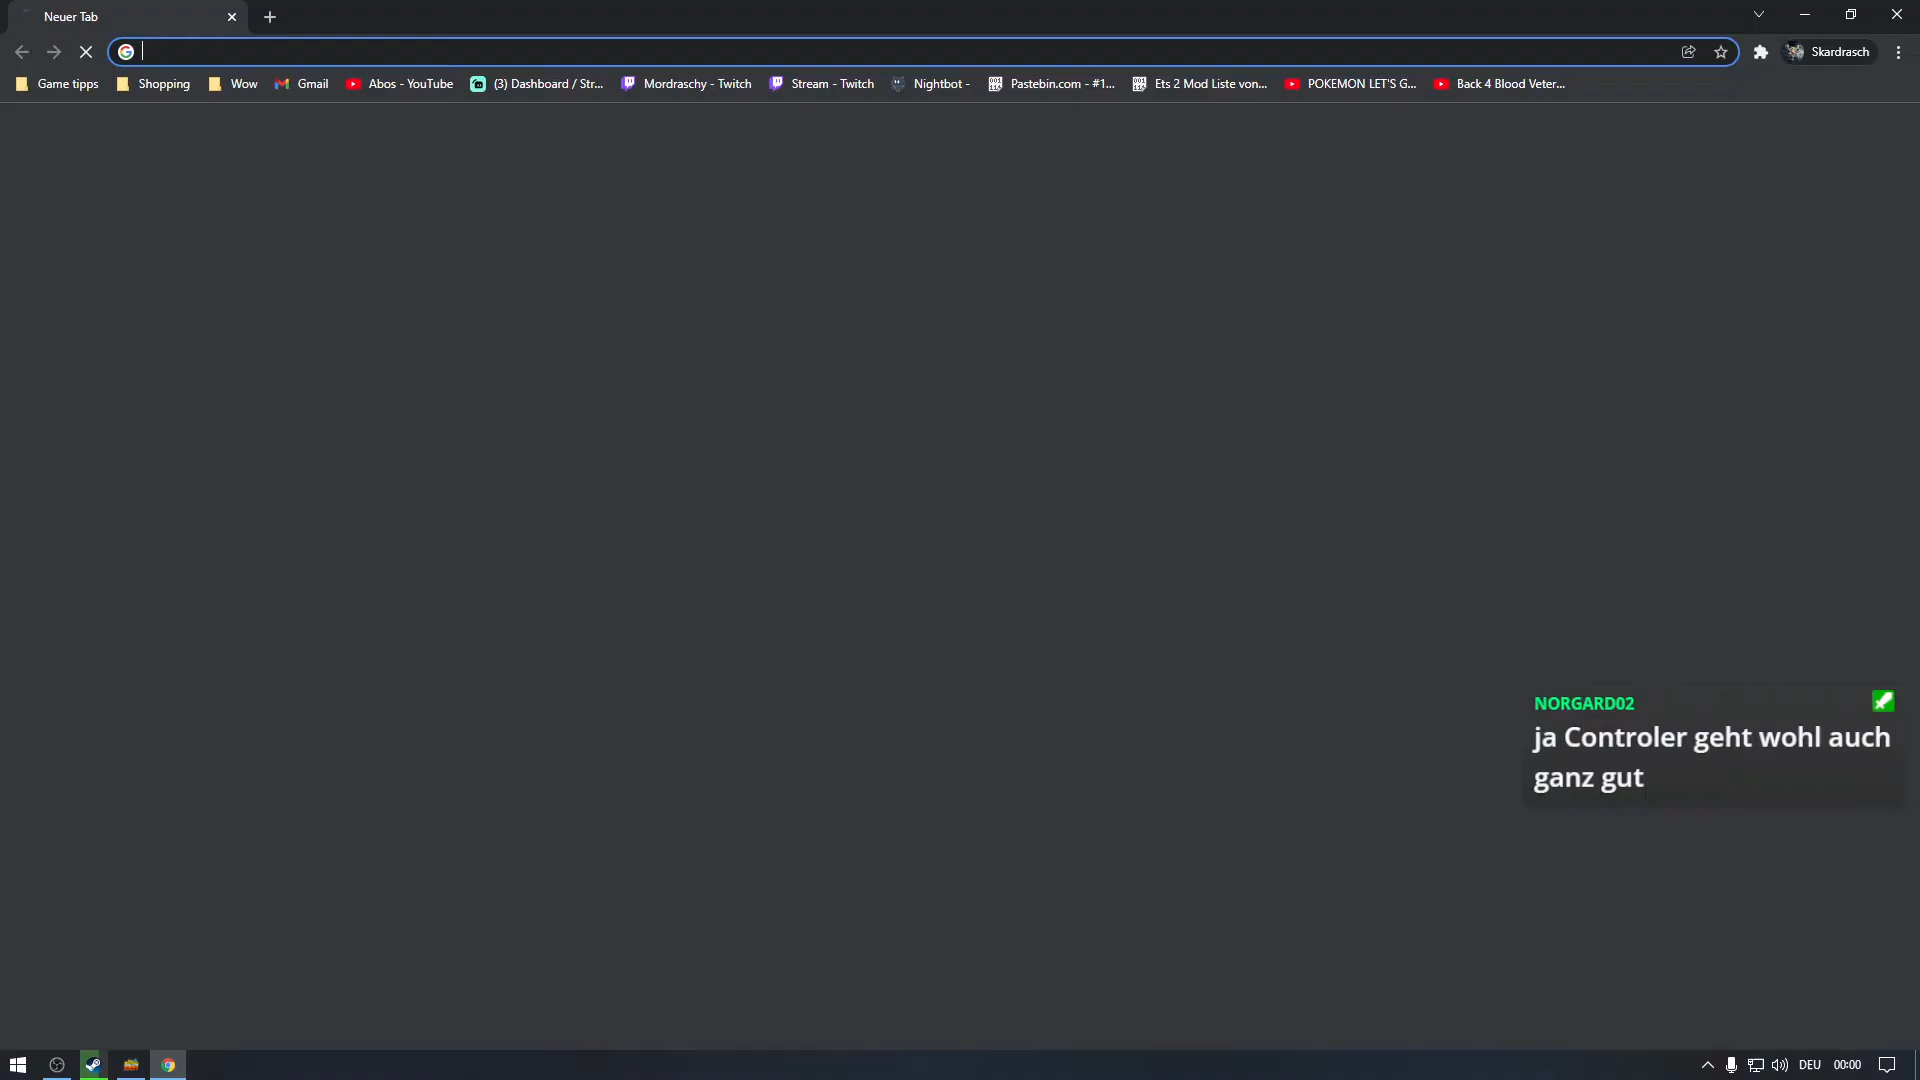 Neuer Tab
Skardrasch
Game tipps Shopping Wow Gmail Abos - YouTube (3) Dashboard / Str... Mordraschy - Twitch Stream - Twitch Nightbot - Pastebin.com - #1... Ets 2 Mod Liste von... POKEMON LET'S G... Back 4 Blood Veter...
NORGARD02
ja Controler geht wohl auch
ganz gut
DEU 00:00